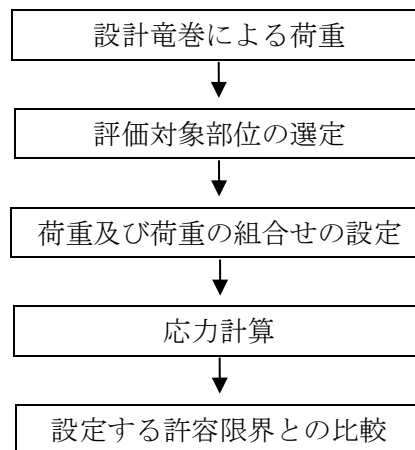 設計竜巻による荷重
評価対象部位の選定
荷重及び荷重の組合せの設定
応力計算
設定する許容限界との比較